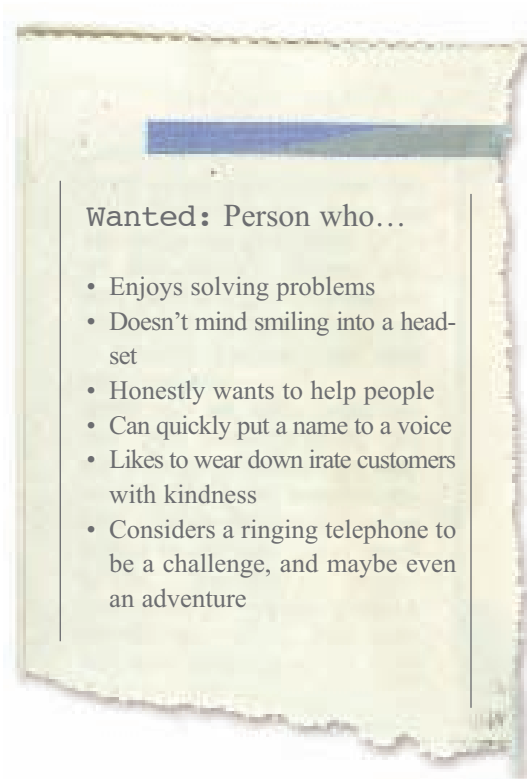 Wanted: Person who…
• Enjoys solving problems
• Doesn’t mind smiling into a head-
set
• Honestly wants to help people
• Can quickly put a name to a voice
• Likes to wear down irate customers
with kindness
• Considers a ringing telephone to
be a challenge, and maybe even
an adventure